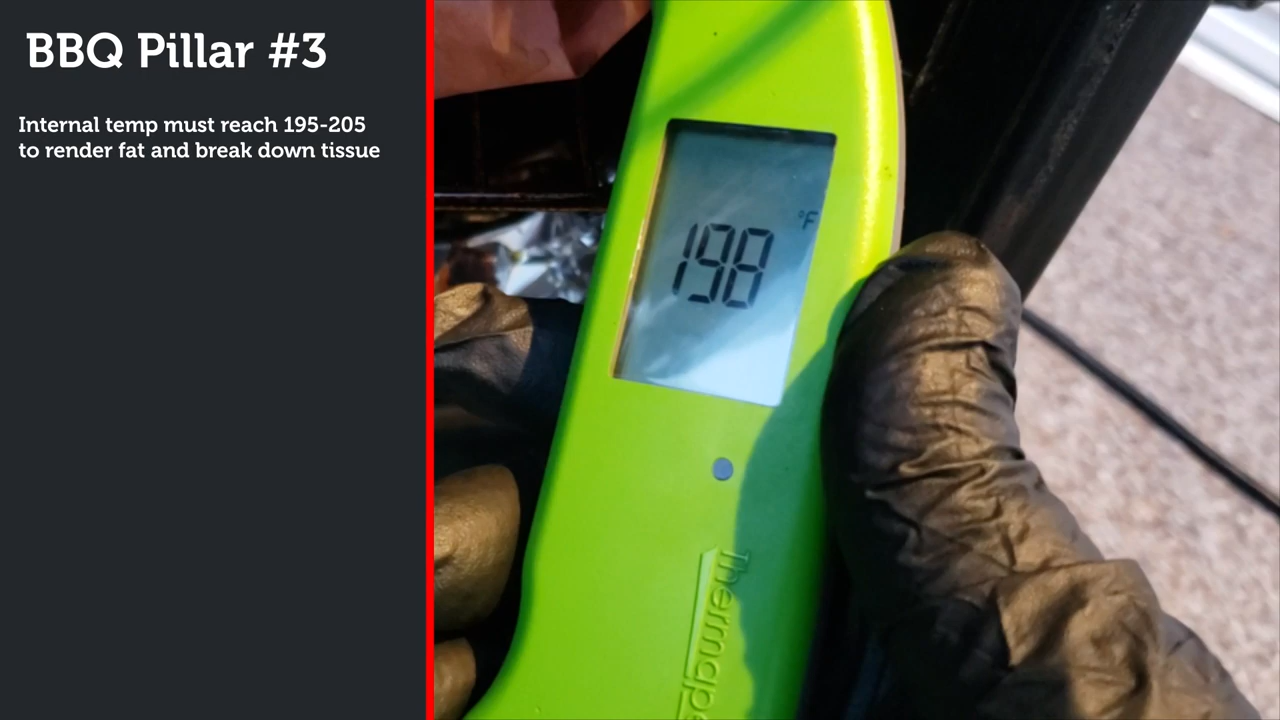 BBQ Pillar #3
Internal temp must reach 195-205
to render fat and break down tissue
°F
198